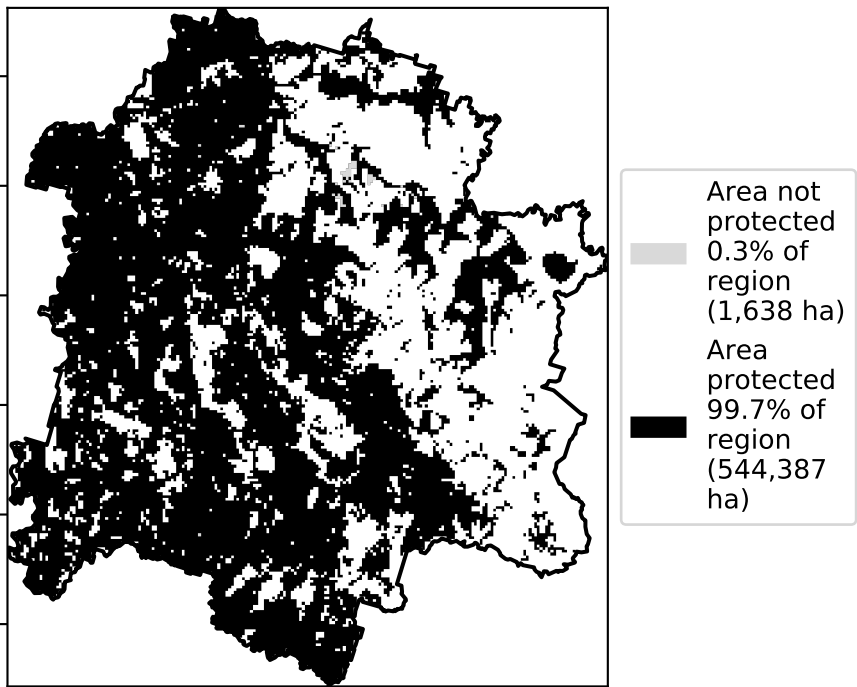 Area not
protected
0.3% of
region
(1,638 ha)
Area
protected
99.7% of
region
(544,387
ha)